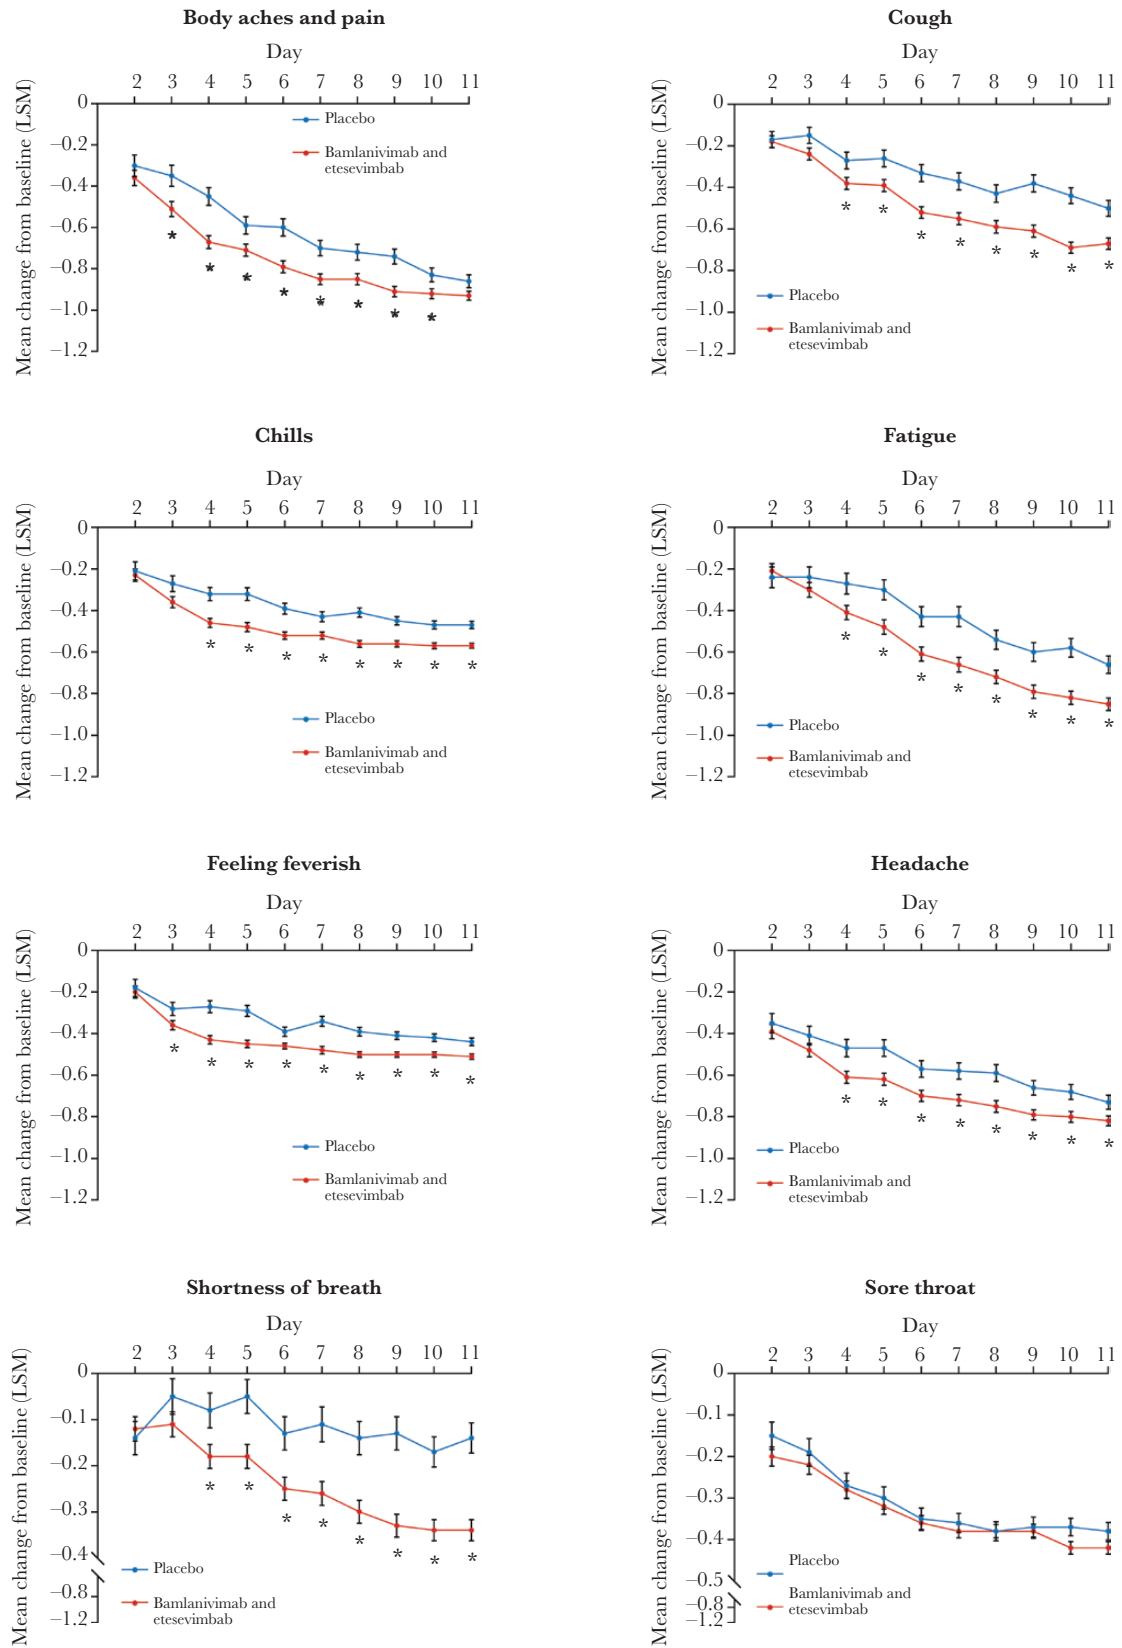 Body aches and pain
Day
2 3 4 5 6 7 8 9 10 11
Mean change from baseline (LSM)
0
–0.2
–0.4
–0.6
–0.8
–1.0
–1.2
Placebo
Bamlanivimab and
etesevimbab
* * * * * * * *
Cough
Day
2 3 4 5 6 7 8 9 10 11
Mean change from baseline (LSM)
0
–0.2
–0.4
–0.6
–0.8
–1.0
–1.2
* * * * * * * *
Placebo
Bamlanivimab and
etesevimbab
Chills
Day
2 3 4 5 6 7 8 9 10 11
Mean change from baseline (LSM)
0
–0.2
–0.4
–0.6
–0.8
–1.0
–1.2
* * * * * * * *
Placebo
Bamlanivimab and
etesevimbab
Fatigue
Day
2 3 4 5 6 7 8 9 10 11
Mean change from baseline (LSM)
0
–0.2
–0.4
–0.6
–0.8
–1.0
–1.2
* * * * * * * *
Placebo
Bamlanivimab and
etesevimbab
Feeling feverish
Day
2 3 4 5 6 7 8 9 10 11
Mean change from baseline (LSM)
0
–0.2
–0.4
–0.6
–0.8
–1.0
–1.2
* * * * * * * * *
Placebo
Bamlanivimab and
etesevimbab
Headache
Day
2 3 4 5 6 7 8 9 10 11
Mean change from baseline (LSM)
0
–0.2
–0.4
–0.6
–0.8
–1.0
–1.2
* * * * * * * *
Placebo
Bamlanivimab and
etesevimbab
Shortness of breath
Day
2 3 4 5 6 7 8 9 10 11
Mean change from baseline (LSM)
0
–0.1
–0.2
–0.3
–0.4
–0.8
–1.2
* * * * * * * *
Placebo
Bamlanivimab and
etesevimbab
Sore throat
Day
2 3 4 5 6 7 8 9 10 11
Mean change from baseline (LSM)
0
–0.1
–0.2
–0.3
–0.4
–0.5
–0.8
–1.2
Placebo
Bamlanivimab and
etesevimbab